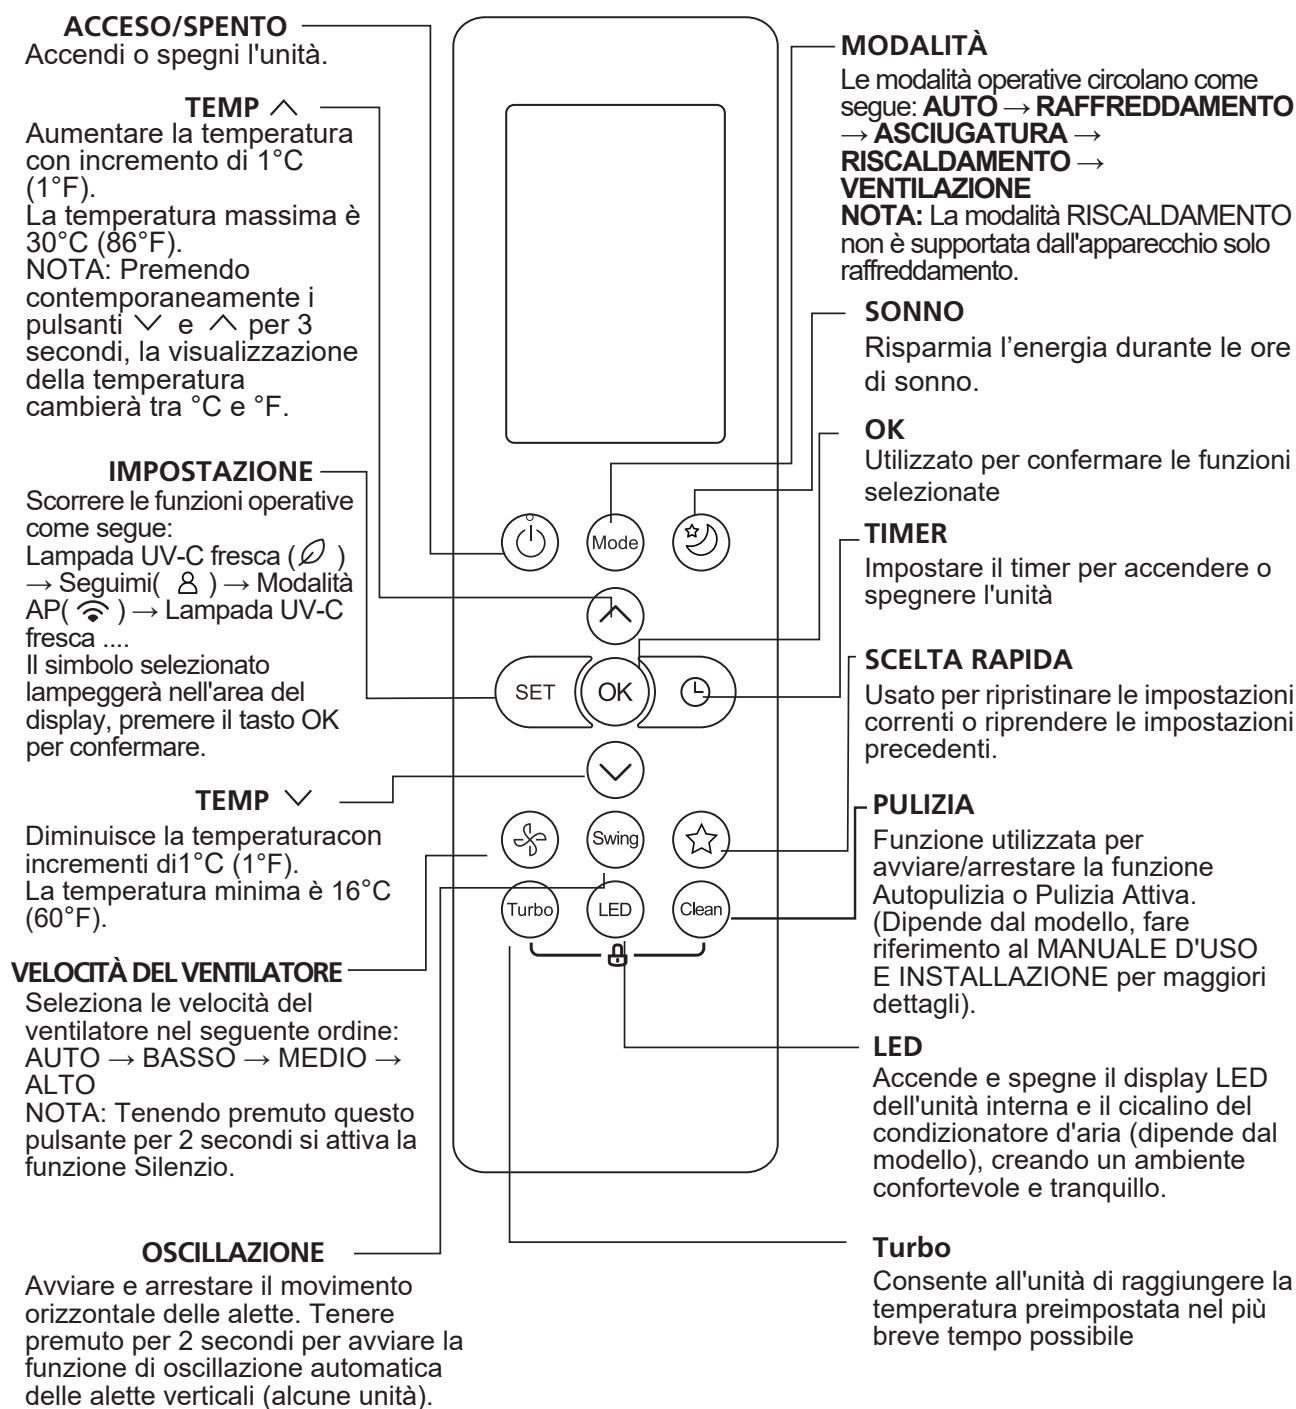 ACCESO/SPENTO
Accendi o spegni l'unità.
TEMP
Aumentare la temperatura
con incremento di 1°C
(1°F).
La temperatura massima è
30°C (86°F).
NOTA: Premendo
contemporaneamente i
pulsanti e per 3
secondi, la visualizzazione
della temperatura
cambierà tra °C e °F.
IMPOSTAZIONE
Scorrere le funzioni operative
come segue:
Lampada UV-C fresca ( )
→ Seguimi( ) → Modalità
AP( ) → Lampada UV-C
fresca ....
Il simbolo selezionato
lampeggerà nell'area del
display, premere il tasto OK
per confermare.
TEMP
Diminuisce la temperaturacon
incrementi di1°C (1°F).
La temperatura minima è 16°C
(60°F).
VELOCITÀ DEL VENTILATORE
Seleziona le velocità del
ventilatore nel seguente ordine:
AUTO → BASSO → MEDIO →
ALTO
NOTA: Tenendo premuto questo
pulsante per 2 secondi si attiva la
funzione Silenzio.
OSCILLAZIONE
Avviare e arrestare il movimento
orizzontale delle alette. Tenere
premuto per 2 secondi per avviare la
funzione di oscillazione automatica
delle alette verticali (alcune unità).
Mode
SET
OK
Swing
Turbo
LED
Clean
MODALITÀ
Le modalità operative circolano come
segue: AUTO → RAFFREDDAMENTO
→ ASCIUGATURA →
RISCALDAMENTO →
VENTILAZIONE
NOTA: La modalità RISCALDAMENTO
non è supportata dall'apparecchio solo
raffreddamento.
SONNO
Risparmia l’energia durante le ore
di sonno.
OK
Utilizzato per confermare le funzioni
selezionate
TIMER
Impostare il timer per accendere o
spegnere l'unità
SCELTA RAPIDA
Usato per ripristinare le impostazioni
correnti o riprendere le impostazioni
precedenti.
PULIZIA
Funzione utilizzata per
avviare/arrestare la funzione
Autopulizia o Pulizia Attiva.
(Dipende dal modello, fare
riferimento al MANUALE D'USO
E INSTALLAZIONE per maggiori
dettagli).
LED
Accende e spegne il display LED
dell'unità interna e il cicalino del
condizionatore d'aria (dipende dal
modello), creando un ambiente
confortevole e tranquillo.
Turbo
Consente all'unità di raggiungere la
temperatura preimpostata nel più
breve tempo possibile